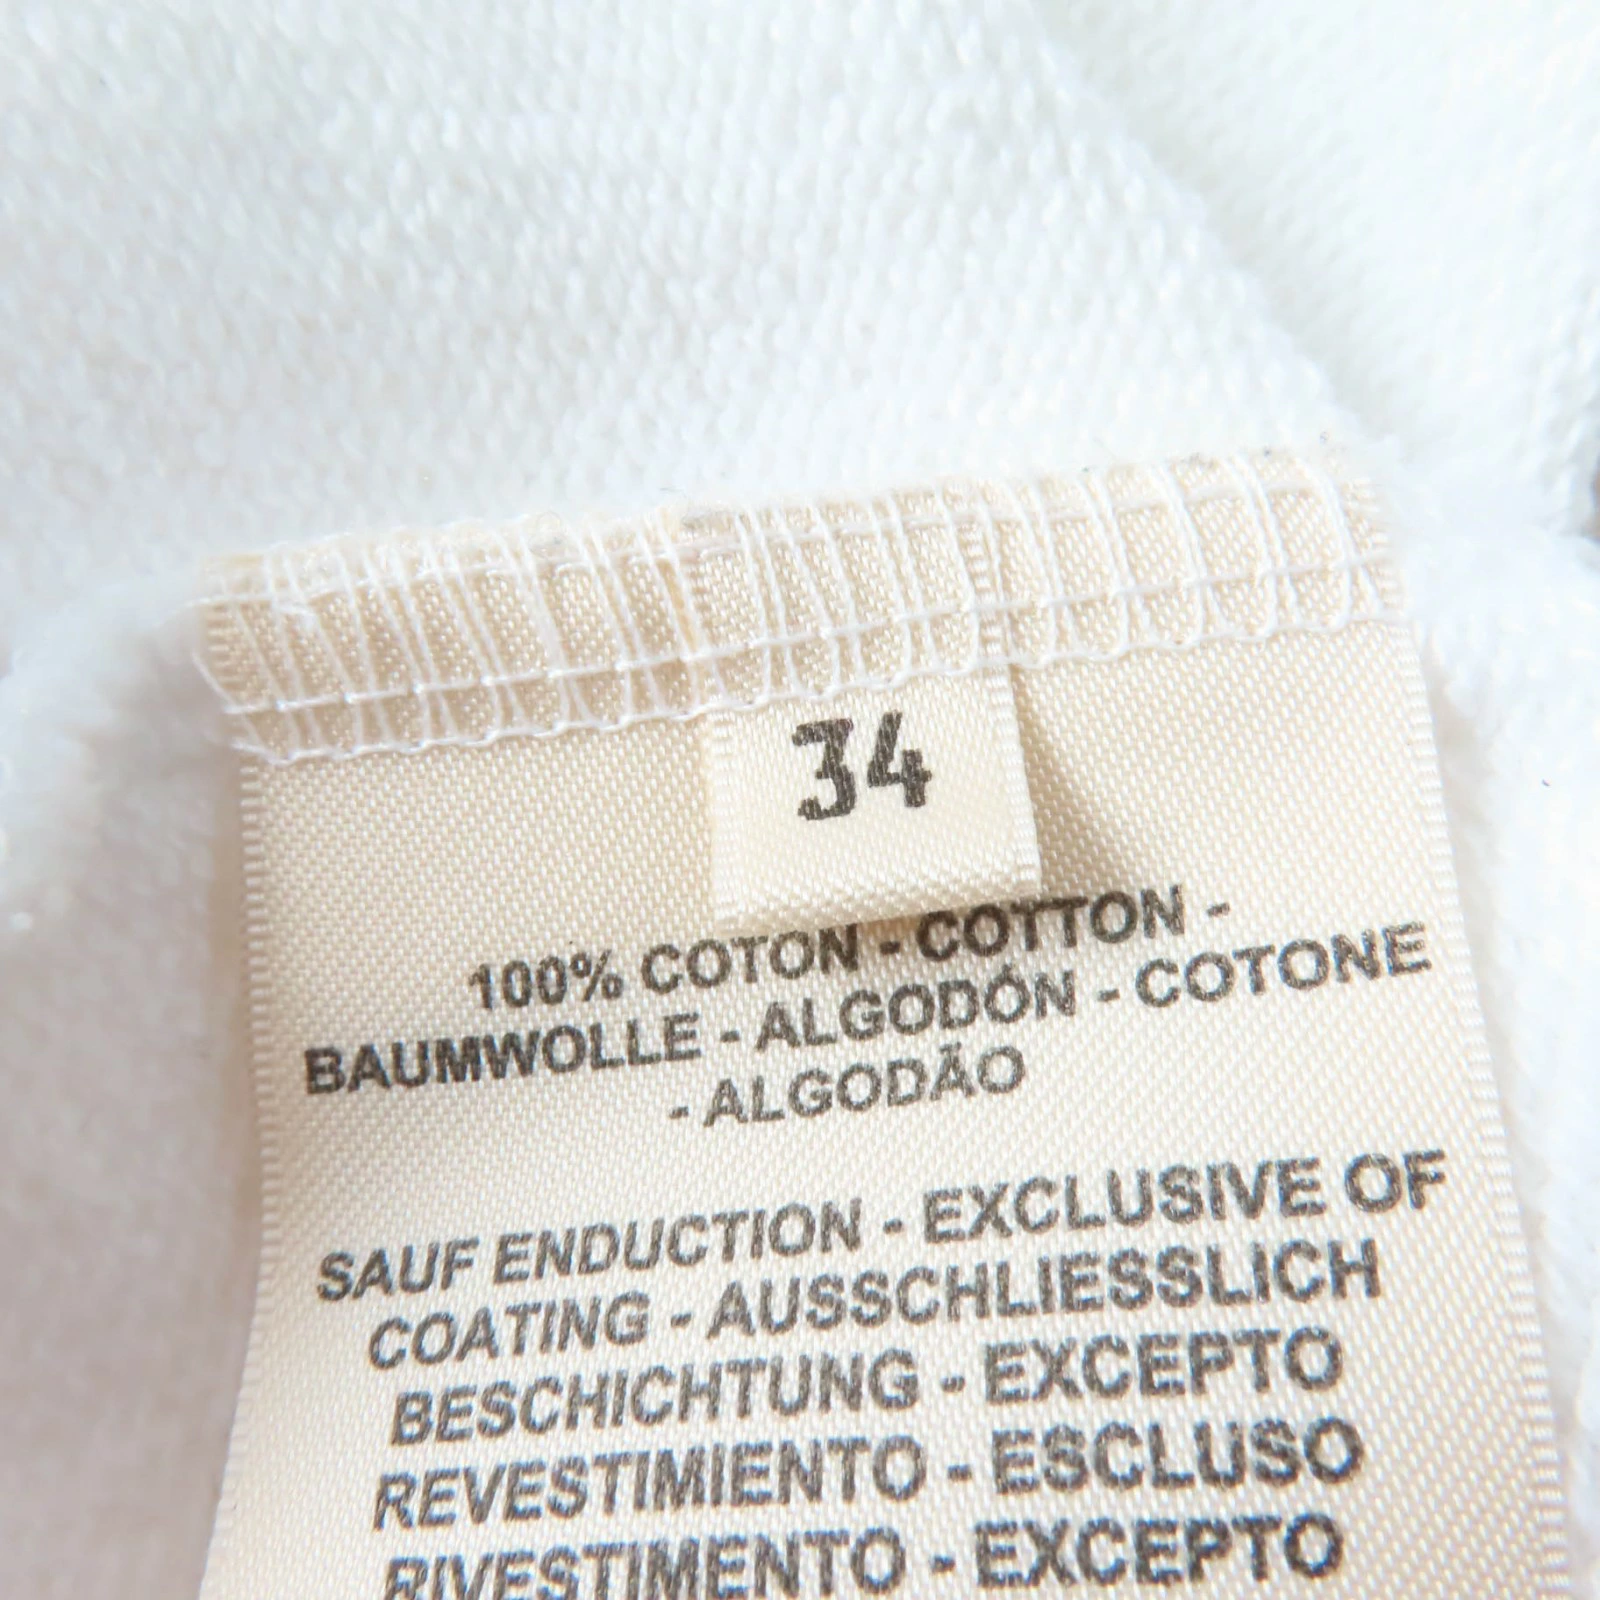 34
100% COTON - COTTON -
BAUMWOLLE - ALGODÓN - COTONE
- ALGODÃO
SAUF ENDUCTION - EXCLUSIVE OF
COATING - AUSSCHLIESSLICH
BESCHICHTUNG - EXCEPTO
REVESTIMIENTO - ESCLUSO
RIVESTIMENTO - EXCEPTO